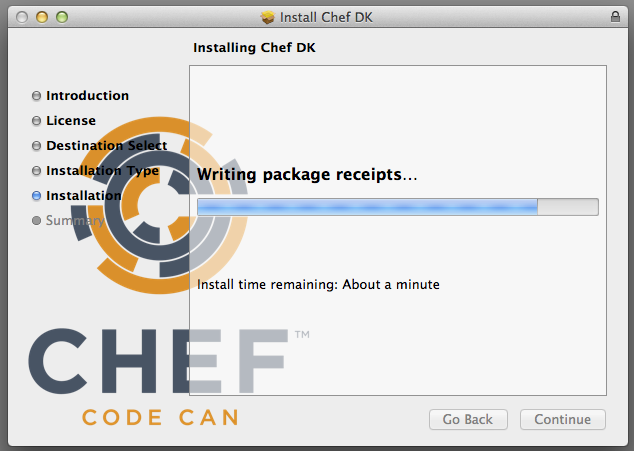 Install Chef DK
Installing Chef DK
Introduction
License
Destination Select
Installation Type
Installation
Summary
Writing package receipts...
Install time remaining: About a minute
CHEF™
CODE CAN
Go Back
Continue